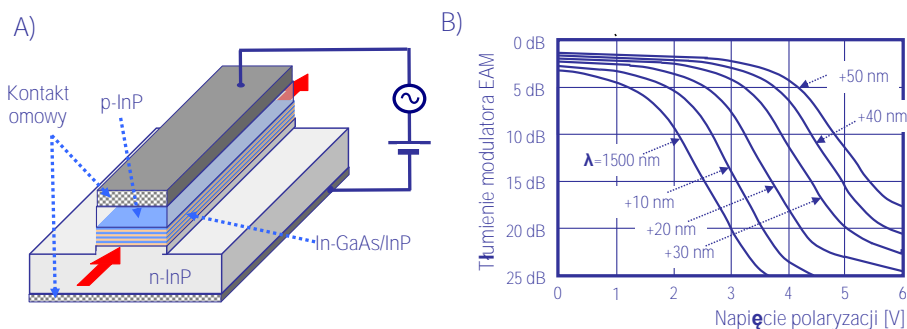 A)
Kontakt
omowy
p-InP
n-InP
In-GaAs/InP
B)
Tłumienie modulatora EAM
0 dB
5 dB
10 dB
15 dB
20 dB
25 dB
λ=1500 nm
+10 nm
+20 nm
+30 nm
+40 nm
+50 nm
0
1
2
3
4
5
6
Napięcie polaryzacji [V]